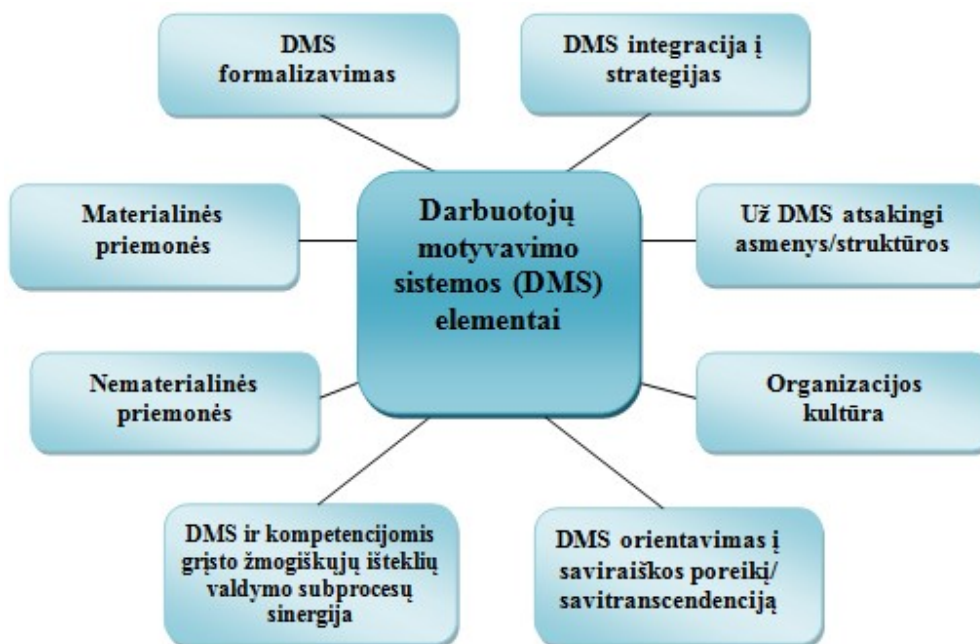 DMS
formalizavimas
DMS integracija į
strategijas
Materialinės
priemonės
Darbuotojų
motyvavimo
sistemos (DMS)
elementai
Už DMS atsakingi
asmenys/struktūros
Nematerialinės
priemonės
Organizacijos
kultūra
DMS ir kompetencijomis
grįsto žmogiškųjų išteklių
valdymo subprocesų
sinergija
DMS orientavimas į
saviraiškos poreikį/
savitranscendenciją